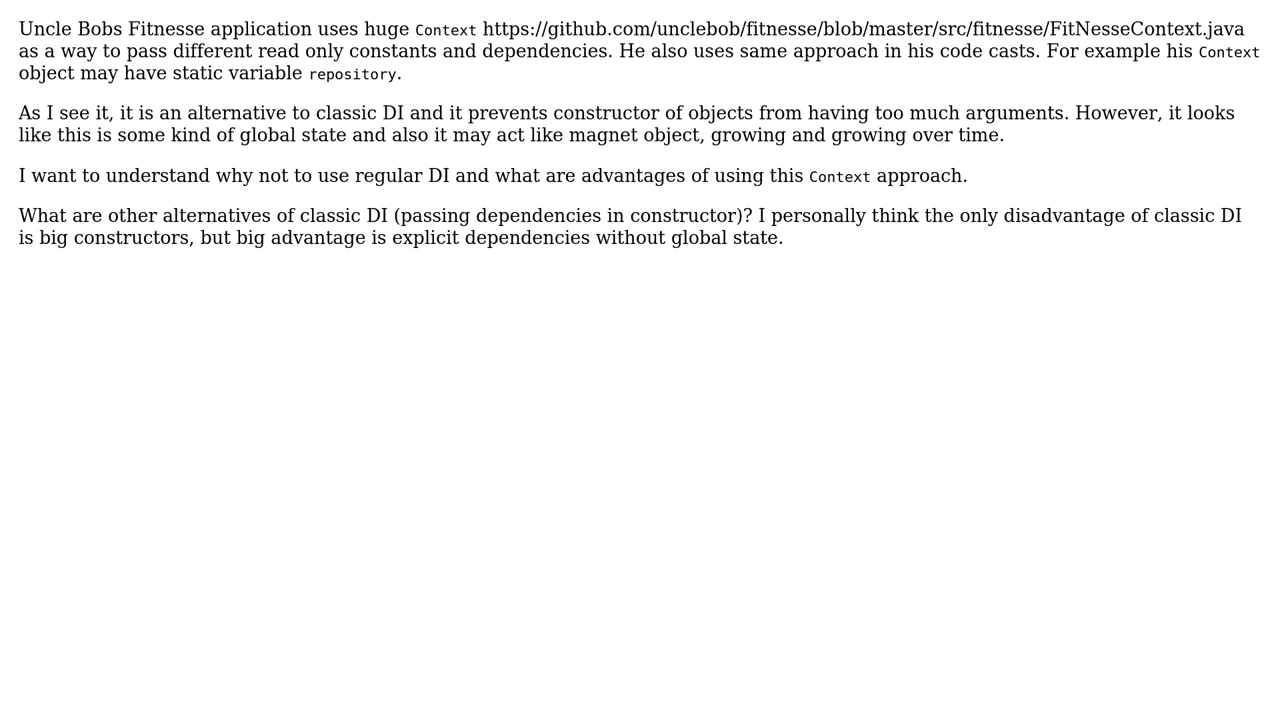 Uncle Bobs Fitnesse application uses huge Context https://github.com/unclebob/fitnesse/blob/master/src/fitnesse/FitNesseContext.java
as a way to pass different read only constants and dependencies. He also uses same approach in his code casts. For example his Context
object may have static variable repository.
As I see it, it is an alternative to classic DI and it prevents constructor of objects from having too much arguments. However, it looks
like this is some kind of global state and also it may act like magnet object, growing and growing over time.
I want to understand why not to use regular DI and what are advantages of using this Context approach.
What are other alternatives of classic DI (passing dependencies in constructor)? I personally think the only disadvantage of classic DI
is big constructors, but big advantage is explicit dependencies without global state.